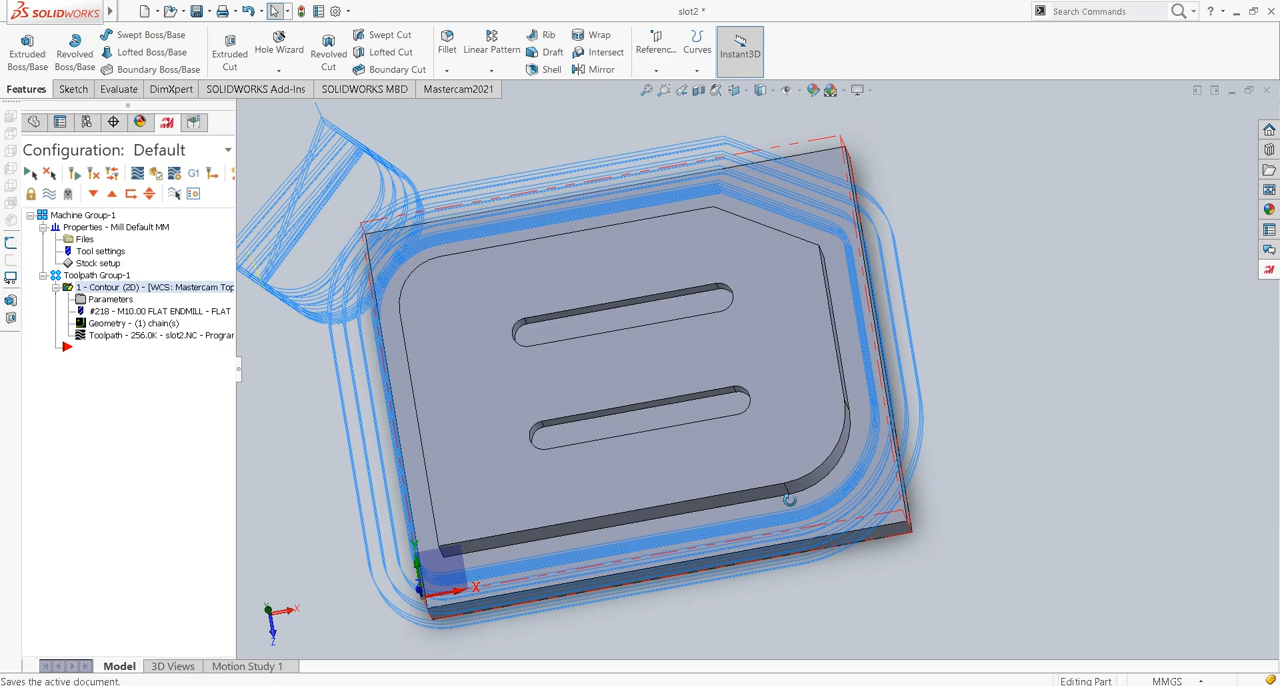 SOLIDWORKS
slot2 *
Search Commands
?
Extruded Boss/Base
Revolved Boss/Base
Swept Boss/Base
Lofted Boss/Base
Boundary Boss/Base
Extruded Cut
Hole Wizard
Revolved Cut
Swept Cut
Lofted Cut
Boundary Cut
Fillet
Linear Pattern
Rib
Draft
Shell
Wrap
Intersect
Mirror
Referenc...
Curves
Instant3D
Features
Sketch
Evaluate
DimXpert
SOLIDWORKS Add-Ins
SOLIDWORKS MBD
Mastercam2021
Configuration: Default
G1
Machine Group-1
Properties - Mill Default MM
Files
Tool settings
Stock setup
Toolpath Group-1
1 - Contour (2D) - [WCS: Mastercam Top
Parameters
#218 - M10.00 FLAT ENDMILL - FLAT
Geometry - (1) chain(s)
Toolpath - 256.0K - slot2.NC - Progra
X
X
Y
Z
Model
3D Views
Motion Study 1
Saves the active document.
Editing Part
MMGS